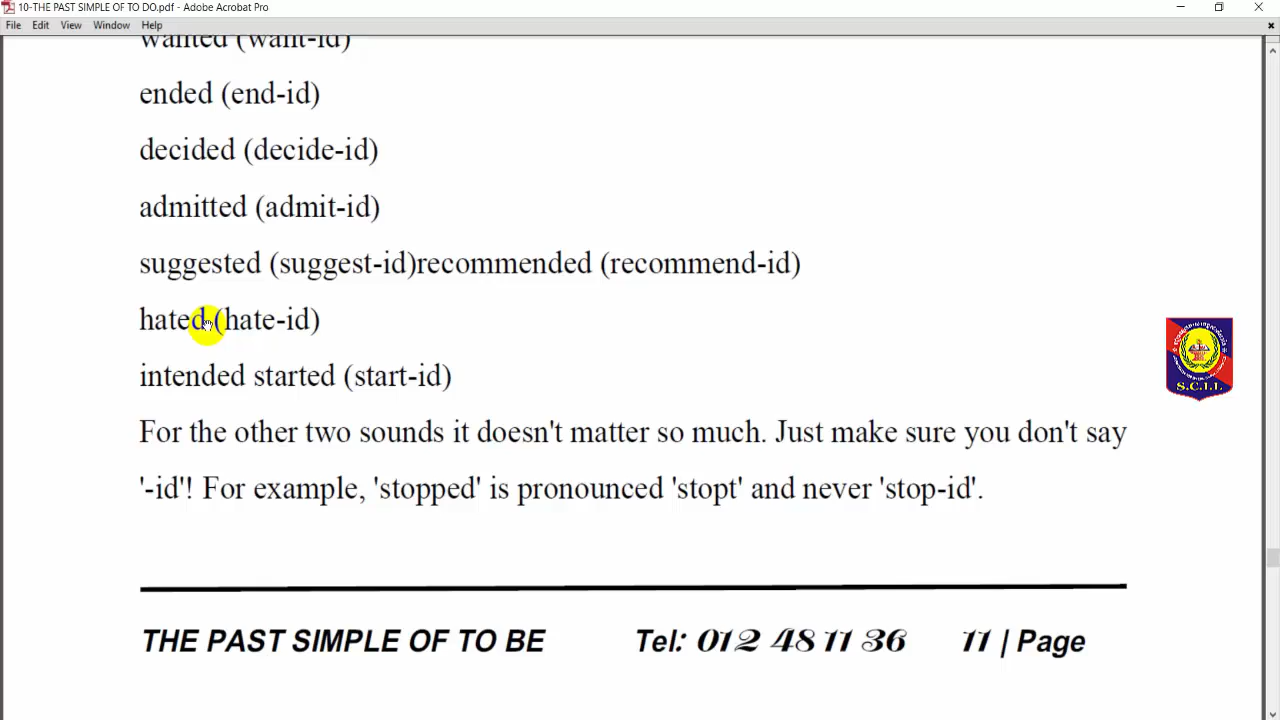 10-THE PAST SIMPLE OF TO DO.pdf - Adobe Acrobat Pro
File Edit View Window Help
wanted (want-id)
ended (end-id)
decided (decide-id)
admitted (admit-id)
suggested (suggest-id)recommended (recommend-id)
hated (hate-id)
intended started (start-id)
For the other two sounds it doesn't matter so much. Just make sure you don't say
'-id'! For example, 'stopped' is pronounced 'stopt' and never 'stop-id'.
S.C.I.L
THE PAST SIMPLE OF TO BE Tel: 012 48 11 36 11 | Page